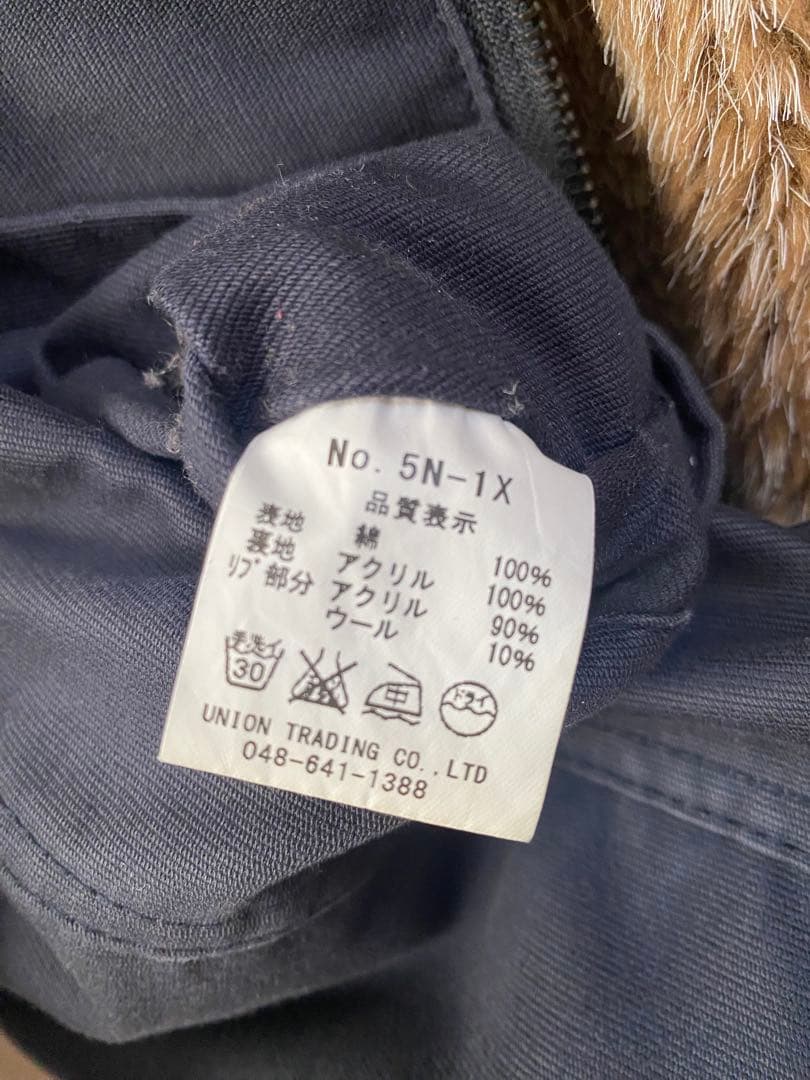 No. 5N-1X
品質表示
表地 綿 100%
裏地 アクリル 100%
リブ部分 アクリル 90%
ウール 10%
手洗イ 30 中 ドライ
UNION TRADING CO.,LTD
048-641-1388